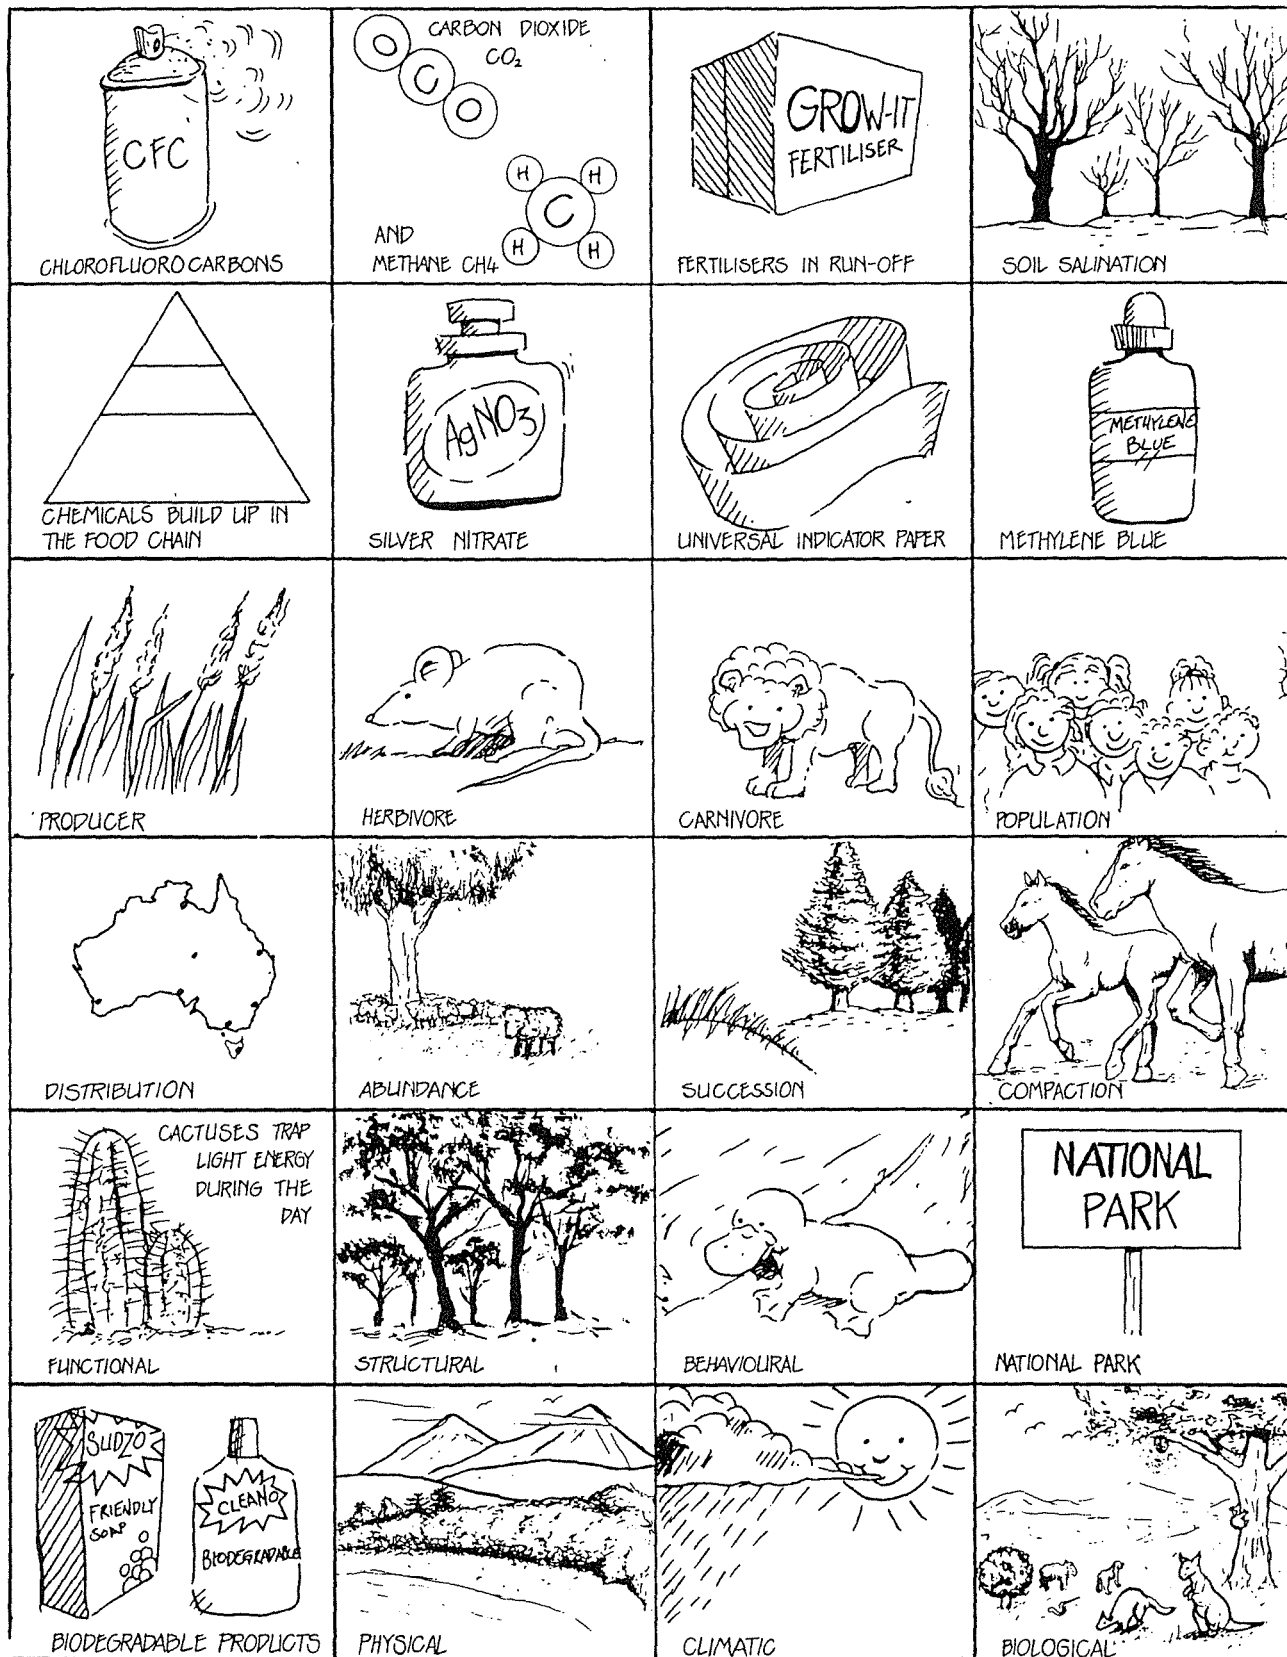 CFC
CHLOROFLUOROCARBONS
CARBON DIOXIDE
CO₂
O
C
O
H
H
C
H
H
AND
METHANE CH4
GROW-IT
FERTILISER
FERTILISERS IN RUN-OFF
SOIL SALINATION
CHEMICALS BUILD UP IN
THE FOOD CHAIN
AgNO3
SILVER NITRATE
UNIVERSAL INDICATOR PAPER
METHYLENE
BLUE
METHYLENE BLUE
PRODUCER
HERBIVORE
CARNIVORE
POPULATION
DISTRIBUTION
ABUNDANCE
SUCCESSION
COMPACTION
CACTUSES TRAP
LIGHT ENERGY
DURING THE
DAY
FUNCTIONAL
STRUCTURAL
BEHAVIOURAL
NATIONAL
PARK
NATIONAL PARK
SUDZO
FRIENDLY
SOAP
CLEANO
BIODEGRADABLE
BIODEGRADABLE PRODUCTS
PHYSICAL
CLIMATIC
BIOLOGICAL